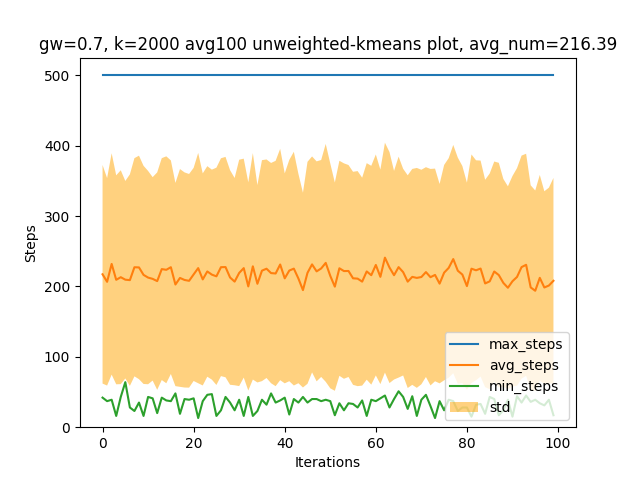 gw=0.7, k=2000 avg100 unweighted-kmeans plot, avg_num=216.39
500
400
300
200
100
0
Steps
max_steps
avg_steps
min_steps
std
0 20 40 60 80 100
Iterations